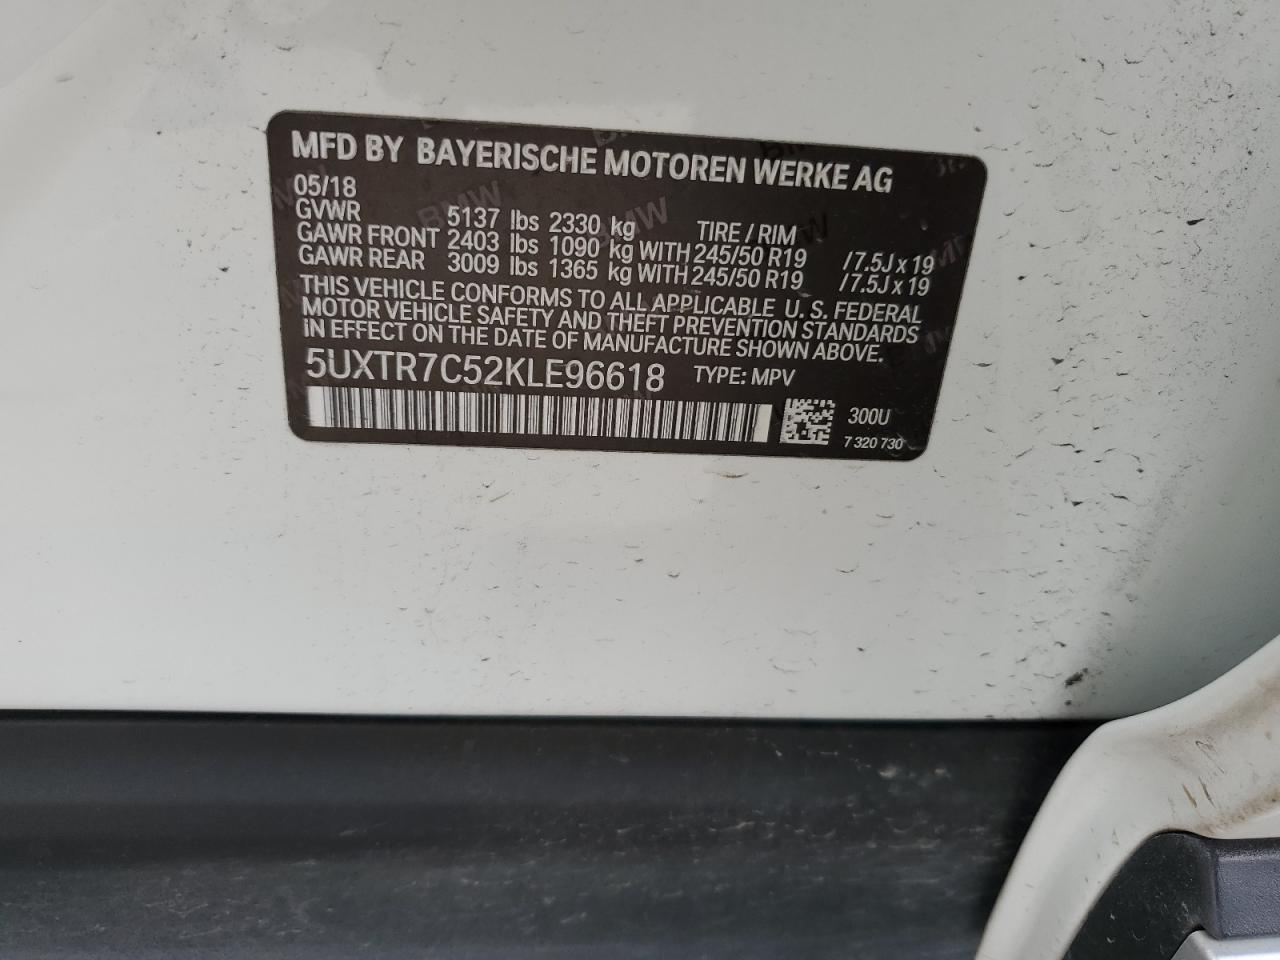 MFD BY BAYERISCHE MOTOREN WERKE AG
05/18
GVWR 5137 lbs 2330 kg TIRE / RIM
GAWR FRONT 2403 lbs 1090 kg WITH 245/50 R19 / 7.5J x 19
GAWR REAR 3009 lbs 1365 kg WITH 245/50 R19 / 7.5J x 19
THIS VEHICLE CONFORMS TO ALL APPLICABLE U. S. FEDERAL
MOTOR VEHICLE SAFETY AND THEFT PREVENTION STANDARDS
IN EFFECT ON THE DATE OF MANUFACTURE SHOWN ABOVE.
5UXTR7C52KLE96618 TYPE: MPV
300U
7 320 730